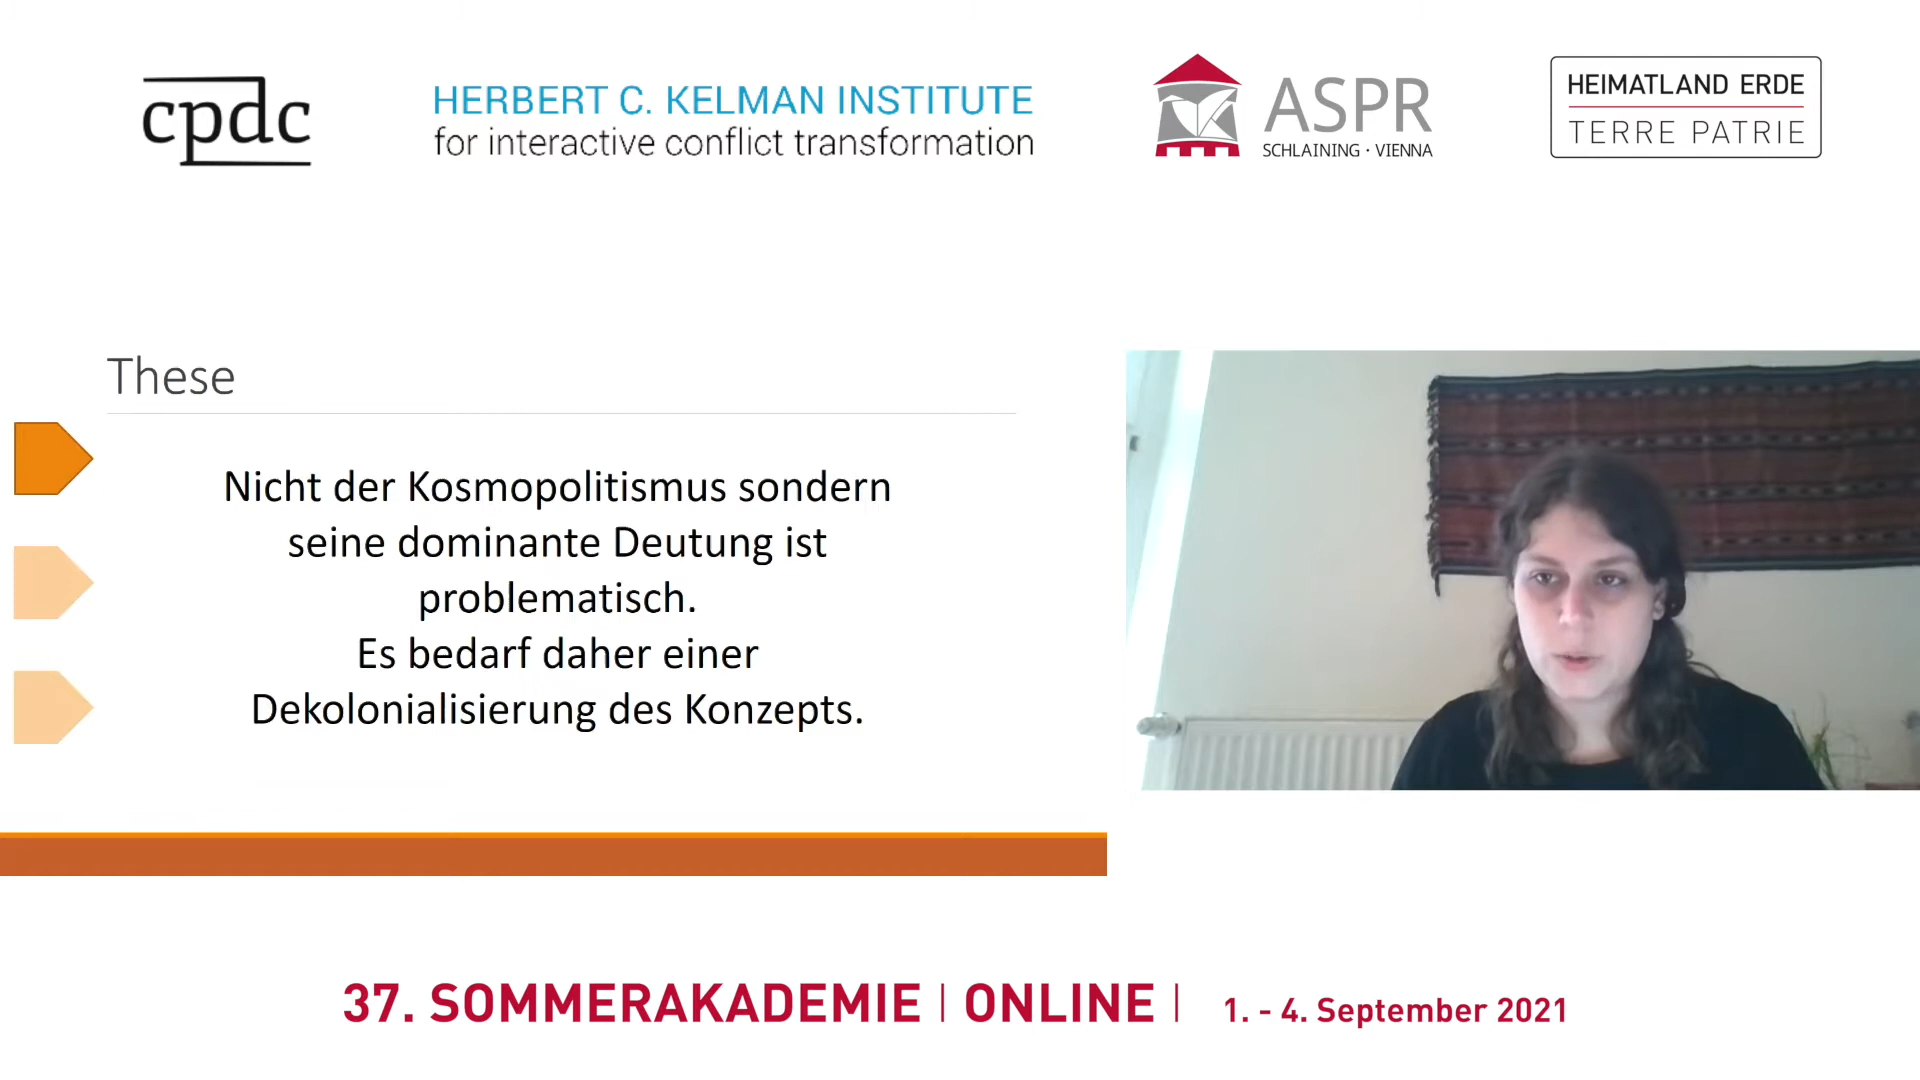 cpdc
HERBERT C. KELMAN INSTITUTE
for interactive conflict transformation
ASPR
SCHLAINING · VIENNA
HEIMATLAND ERDE
TERRE PATRIE
These
Nicht der Kosmopolitismus sondern
seine dominante Deutung ist
problematisch.
Es bedarf daher einer
Dekolonialisierung des Konzepts.
37. SOMMERAKADEMIE | ONLINE | 1. - 4. September 2021